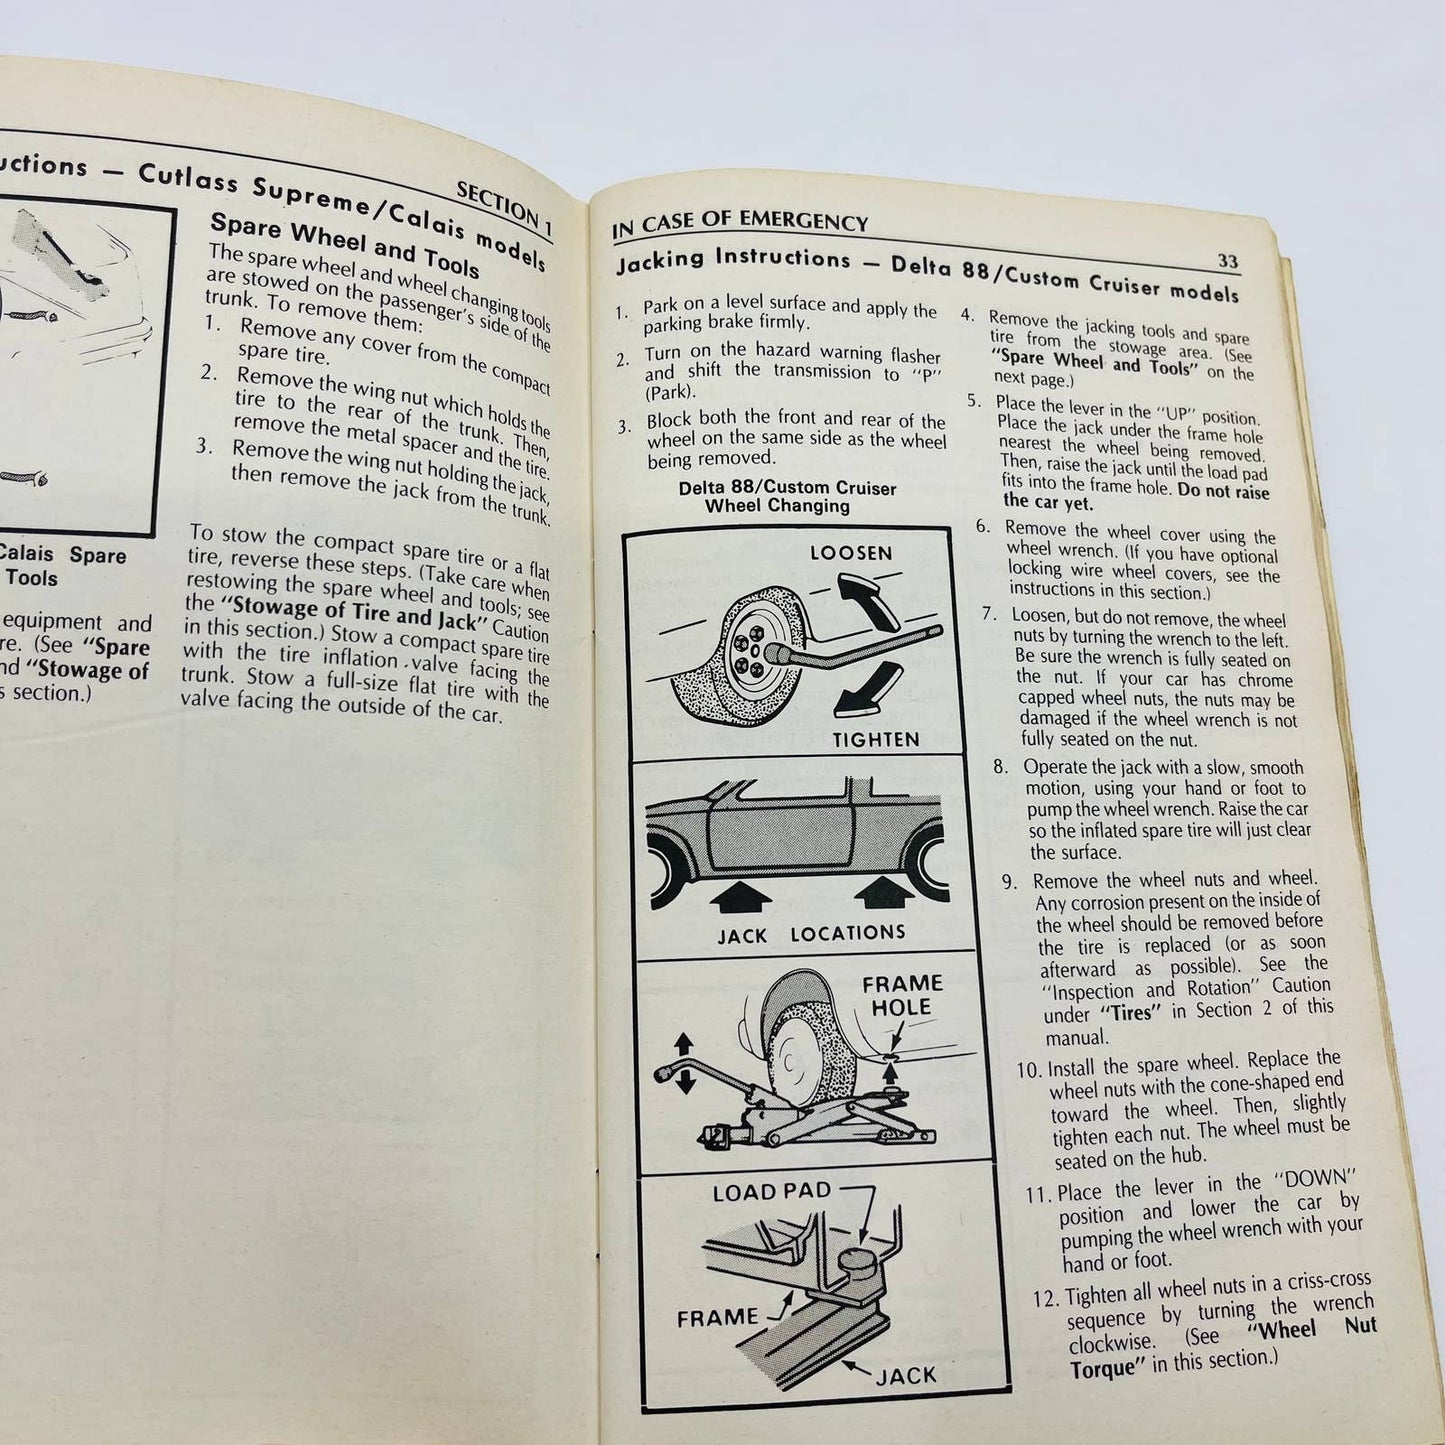 uctions — Cutlass Supreme/Calais models
SECTION 1
Calais Spare
Tools
equipment and
re. (See "Spare
nd "Stowage of
s section.)
Spare Wheel and Tools
The spare wheel and wheel changing tools
are stowed on the passenger's side of the
trunk. To remove them:
1. Remove any cover from the compact
spare tire.
2. Remove the wing nut which holds the
tire to the rear of the trunk. Then,
remove the metal spacer and the tire.
3. Remove the wing nut holding the jack,
then remove the jack from the trunk.
To stow the compact spare tire or a flat
tire, reverse these steps. (Take care when
restowing the spare wheel and tools; see
the "Stowage of Tire and Jack" Caution
in this section.) Stow a compact spare tire
with the tire inflation valve facing the
trunk. Stow a full-size flat tire with the
valve facing the outside of the car.
IN CASE OF EMERGENCY
33
Jacking Instructions — Delta 88/Custom Cruiser models
1. Park on a level surface and apply the
parking brake firmly.
2. Turn on the hazard warning flasher
and shift the transmission to "P"
(Park).
3. Block both the front and rear of the
wheel on the same side as the wheel
being removed.
Delta 88/Custom Cruiser
Wheel Changing
LOOSEN
TIGHTEN
JACK LOCATIONS
FRAME
HOLE
LOAD PAD
FRAME
JACK
4. Remove the jacking tools and spare
tire from the stowage area. (See
"Spare Wheel and Tools" on the
next page.)
5. Place the lever in the "UP" position.
Place the jack under the frame hole
nearest the wheel being removed.
Then, raise the jack until the load pad
fits into the frame hole. Do not raise
the car yet.
6. Remove the wheel cover using the
wheel wrench. (If you have optional
locking wire wheel covers, see the
instructions in this section.)
7. Loosen, but do not remove, the wheel
nuts by turning the wrench to the left.
Be sure the wrench is fully seated on
the nut. If your car has chrome
capped wheel nuts, the nuts may be
damaged if the wheel wrench is not
fully seated on the nut.
8. Operate the jack with a slow, smooth
motion, using your hand or foot to
pump the wheel wrench. Raise the car
so the inflated spare tire will just clear
the surface.
9. Remove the wheel nuts and wheel.
Any corrosion present on the inside of
the wheel should be removed before
the tire is replaced (or as soon
afterward as possible). See the
"Inspection and Rotation" Caution
under "Tires" in Section 2 of this
manual.
10. Install the spare wheel. Replace the
wheel nuts with the cone-shaped end
toward the wheel. Then, slightly
tighten each nut. The wheel must be
seated on the hub.
11. Place the lever in the "DOWN"
position and lower the car by
pumping the wheel wrench with your
hand or foot.
12. Tighten all wheel nuts in a criss-cross
sequence by turning the wrench
clockwise. (See "Wheel Nut
Torque" in this section.)